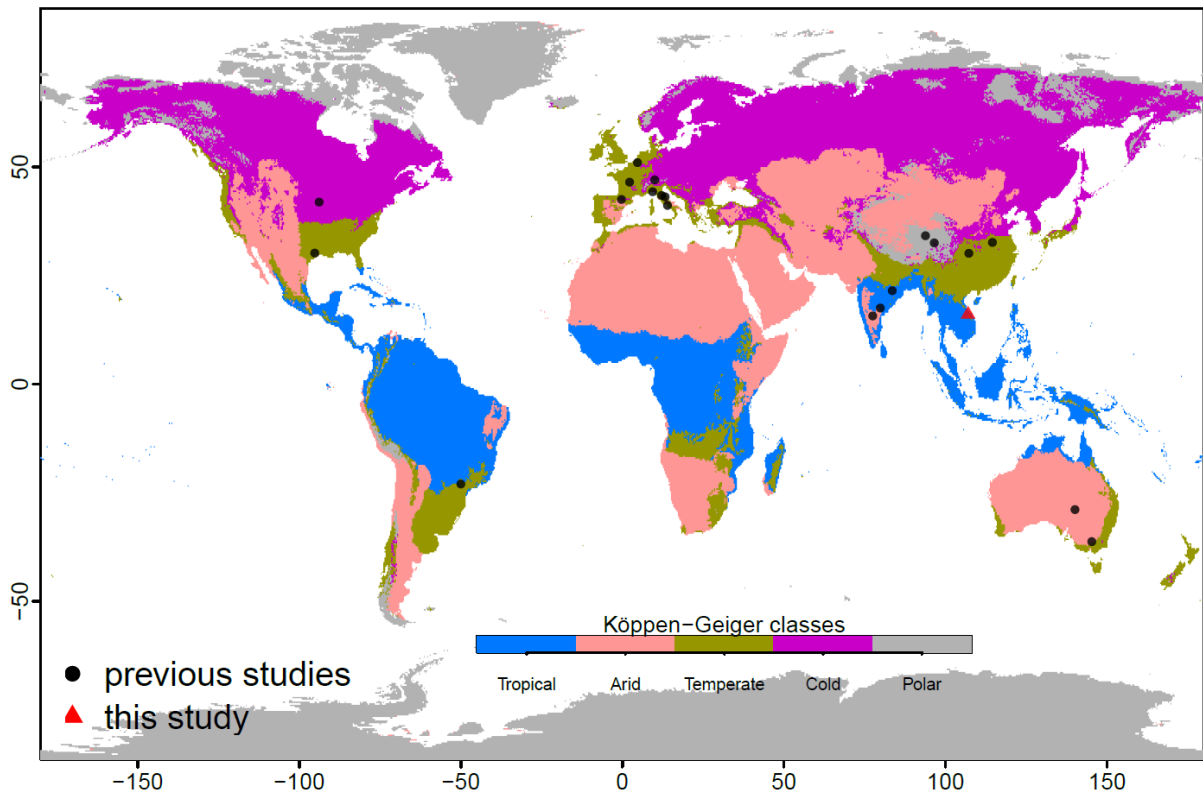 50
0
−50
Köppen−Geiger classes
Tropical Arid Temperate Cold Polar
previous studies
this study
−150 −100 −50 0 50 100 150